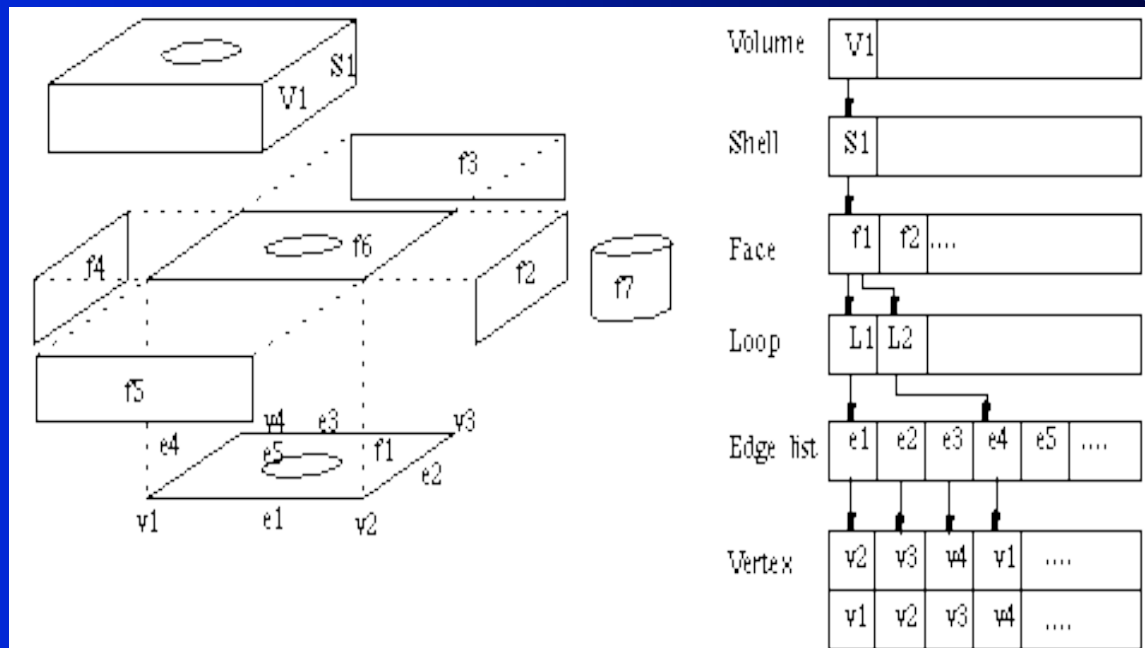 S1
V1
f3
f6
f4
f2
f7
f5
v4 e3 v3
e4
e5
f1
e2
v1 e1 v2
Volume V1
Shell S1
Face f1 f2 ....
Loop L1 L2
Edge list e1 e2 e3 e4 e5 ....
Vertex
v2 v3 v4 v1 ....
v1 v2 v3 v4 ....